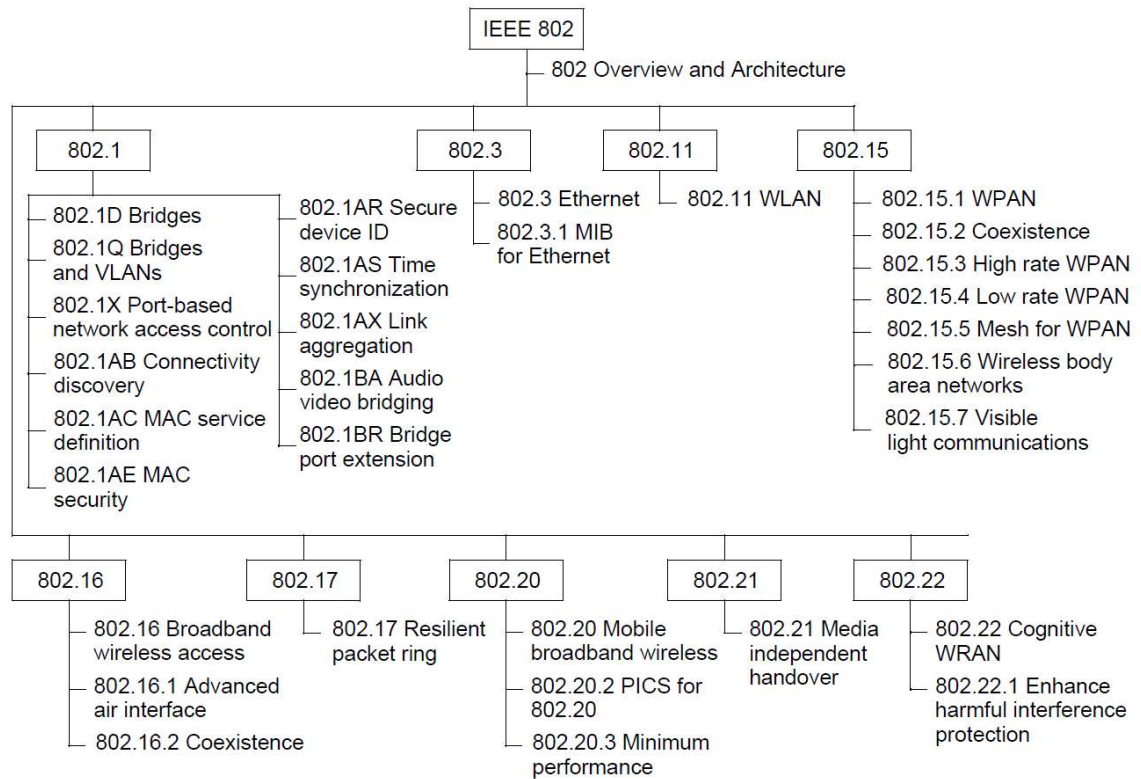 IEEE 802
802 Overview and Architecture
802.1
802.1D Bridges
802.1Q Bridges
and VLANs
802.1X Port-based
network access control
802.1AB Connectivity
discovery
802.1AC MAC service
definition
802.1AE MAC
security
802.1AR Secure
device ID
802.1AS Time
synchronization
802.1AX Link
aggregation
802.1BA Audio
video bridging
802.1BR Bridge
port extension
802.3
802.3 Ethernet
802.3.1 MIB
for Ethernet
802.11
802.11 WLAN
802.15
802.15.1 WPAN
802.15.2 Coexistence
802.15.3 High rate WPAN
802.15.4 Low rate WPAN
802.15.5 Mesh for WPAN
802.15.6 Wireless body
area networks
802.15.7 Visible
light communications
802.16
802.16 Broadband
wireless access
802.16.1 Advanced
air interface
802.16.2 Coexistence
802.17
802.17 Resilient
packet ring
802.20
802.20 Mobile
broadband wireless
802.20.2 PICS for
802.20
802.20.3 Minimum
performance
802.21
802.21 Media
independent
handover
802.22
802.22 Cognitive
WRAN
802.22.1 Enhance
harmful interference
protection